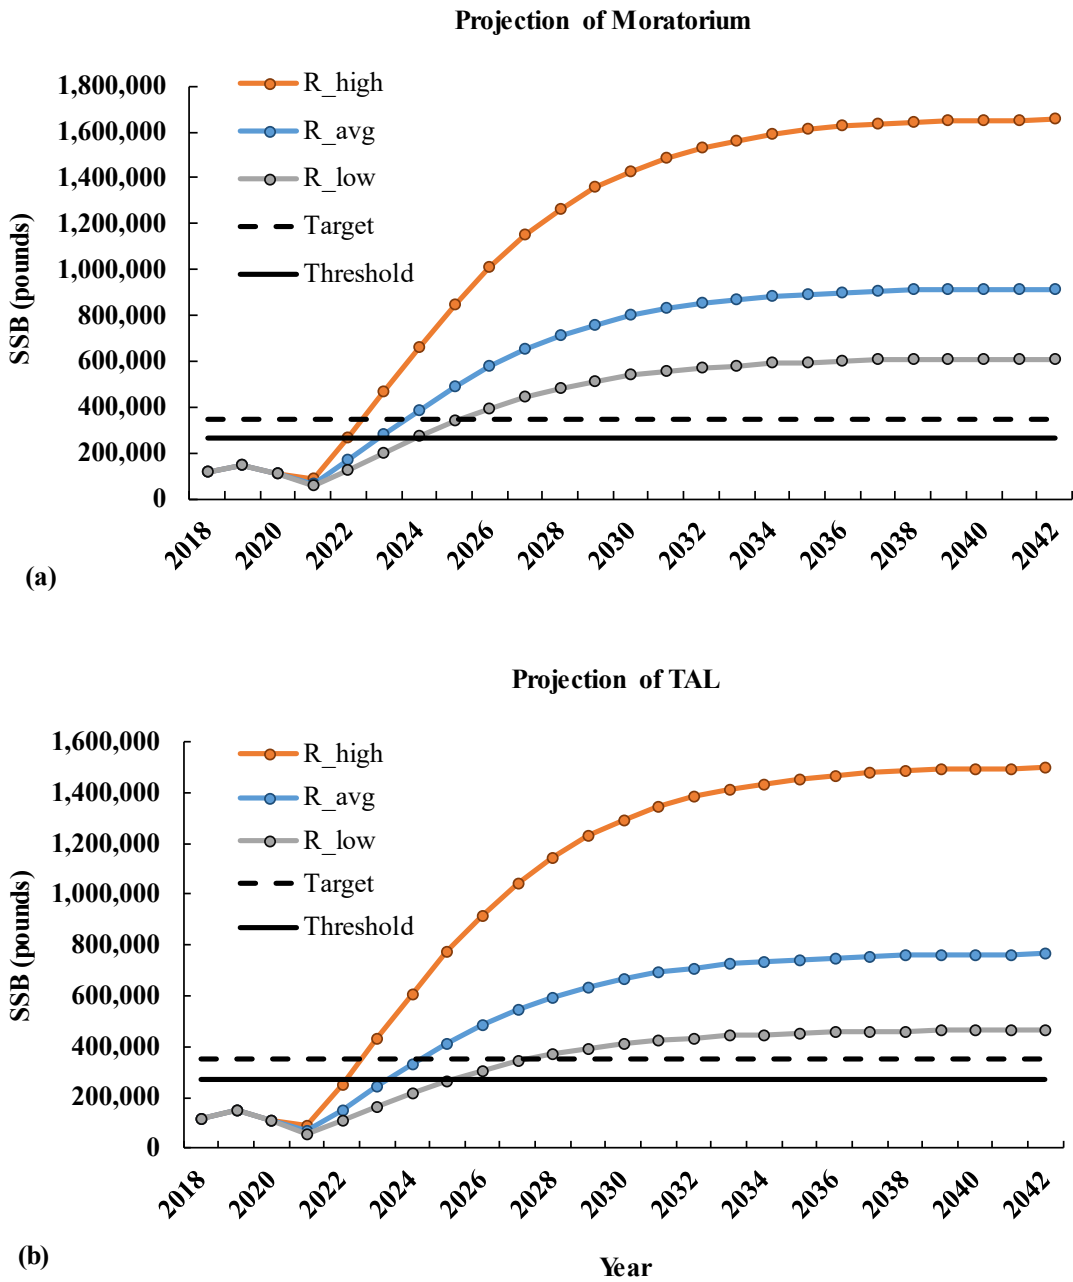 Projection of Moratorium
1,800,000
1,600,000
1,400,000
1,200,000
1,000,000
800,000
600,000
400,000
200,000
0
SSB (pounds)
R_high
R_avg
R_low
Target
Threshold
2018
2020
2022
2024
2026
2028
2030
2032
2034
2036
2038
2040
2042
(a)
Projection of TAL
1,600,000
1,400,000
1,200,000
1,000,000
800,000
600,000
400,000
200,000
0
SSB (pounds)
R_high
R_avg
R_low
Target
Threshold
2018
2020
2022
2024
2026
2028
2030
2032
2034
2036
2038
2040
2042
(b)
Year